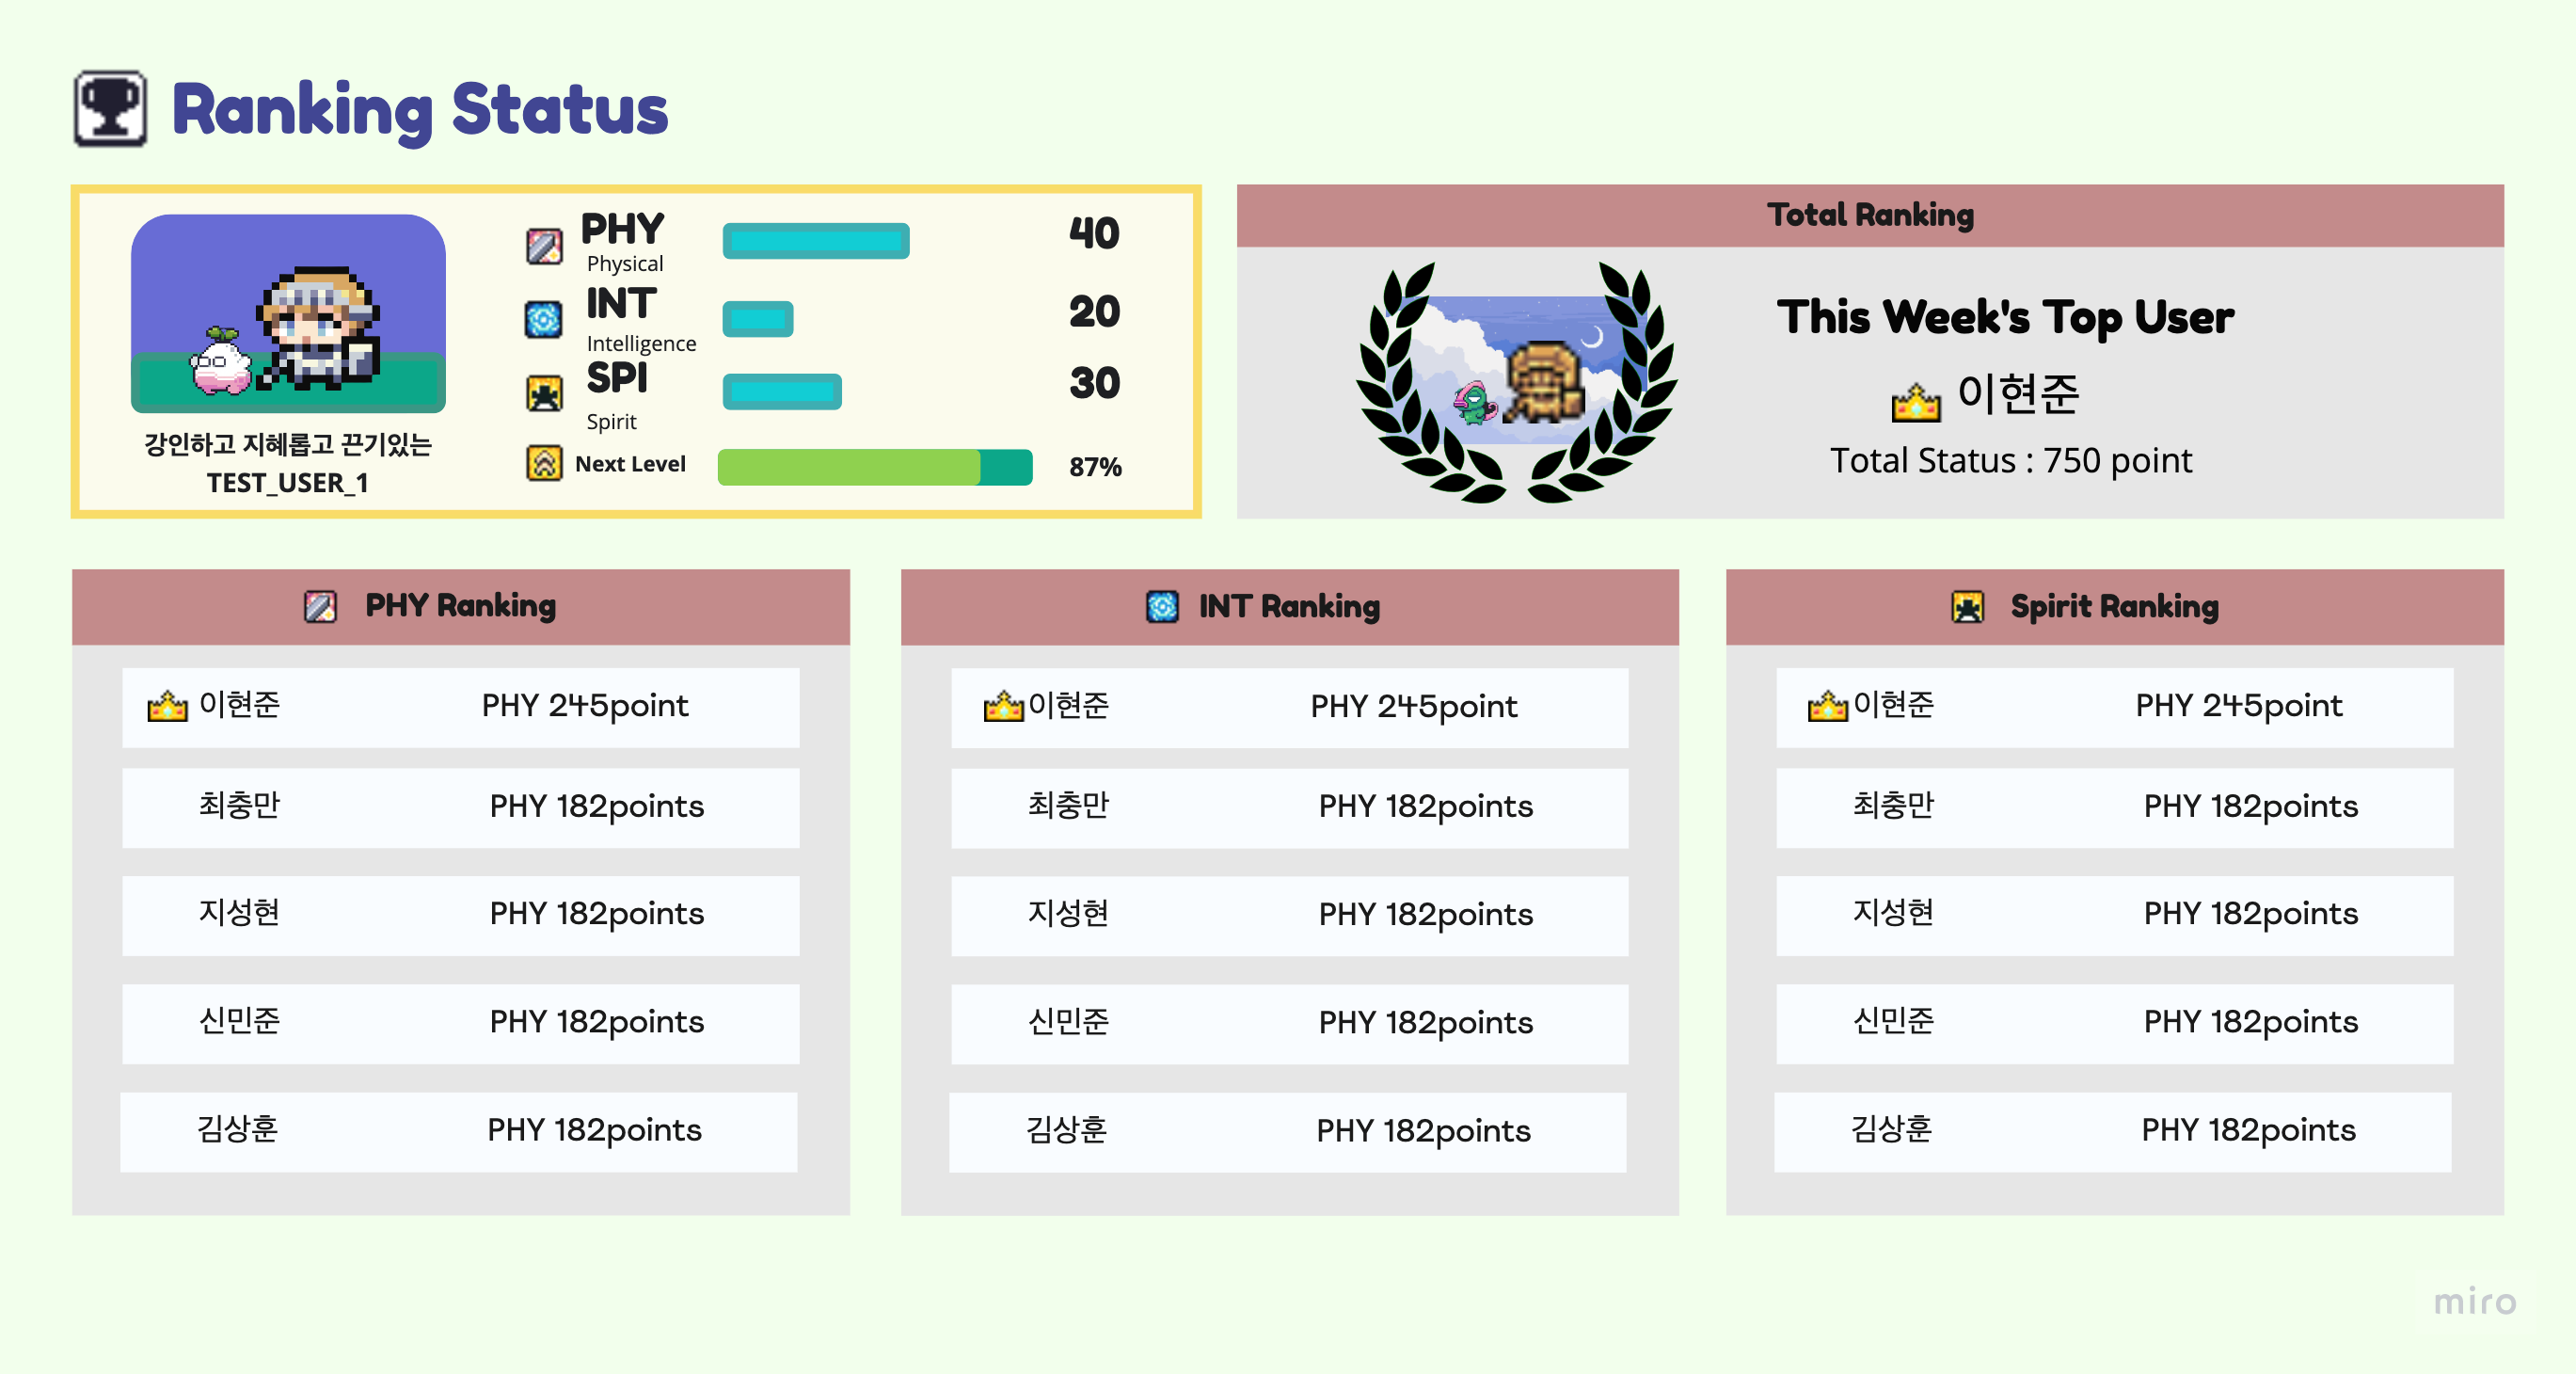 Ranking Status
PHY
Physical
40
INT
Intelligence
20
SPI
Spirit
30
Next Level
87%
강인하고 지혜롭고 끈기있는
TEST_USER_1
Total Ranking
This Week's Top User
이현준
Total Status : 750 point
PHY Ranking
이현준 PHY 245point
최충만 PHY 182points
지성현 PHY 182points
신민준 PHY 182points
김상훈 PHY 182points
INT Ranking
이현준 PHY 245point
최충만 PHY 182points
지성현 PHY 182points
신민준 PHY 182points
김상훈 PHY 182points
Spirit Ranking
이현준 PHY 245point
최충만 PHY 182points
지성현 PHY 182points
신민준 PHY 182points
김상훈 PHY 182points
miro